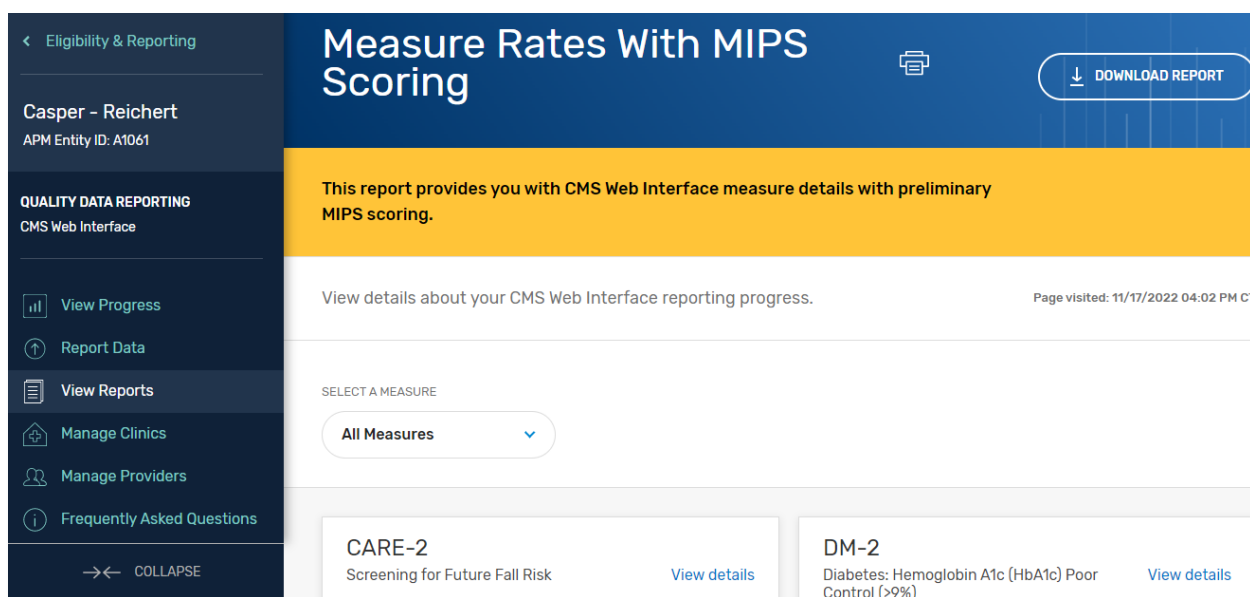 Eligibility & Reporting
Casper - Reichert
APM Entity ID: A1061
QUALITY DATA REPORTING
CMS Web Interface
View Progress
Report Data
View Reports
Manage Clinics
Manage Providers
Frequently Asked Questions
COLLAPSE
Measure Rates With MIPS
Scoring
DOWNLOAD REPORT
This report provides you with CMS Web Interface measure details with preliminary
MIPS scoring.
View details about your CMS Web Interface reporting progress.
Page visited: 11/17/2022 04:02 PM
SELECT A MEASURE
All Measures
CARE-2
Screening for Future Fall Risk
View details
DM-2
Diabetes: Hemoglobin A1c (HbA1c) Poor
Control (>9%)
View details